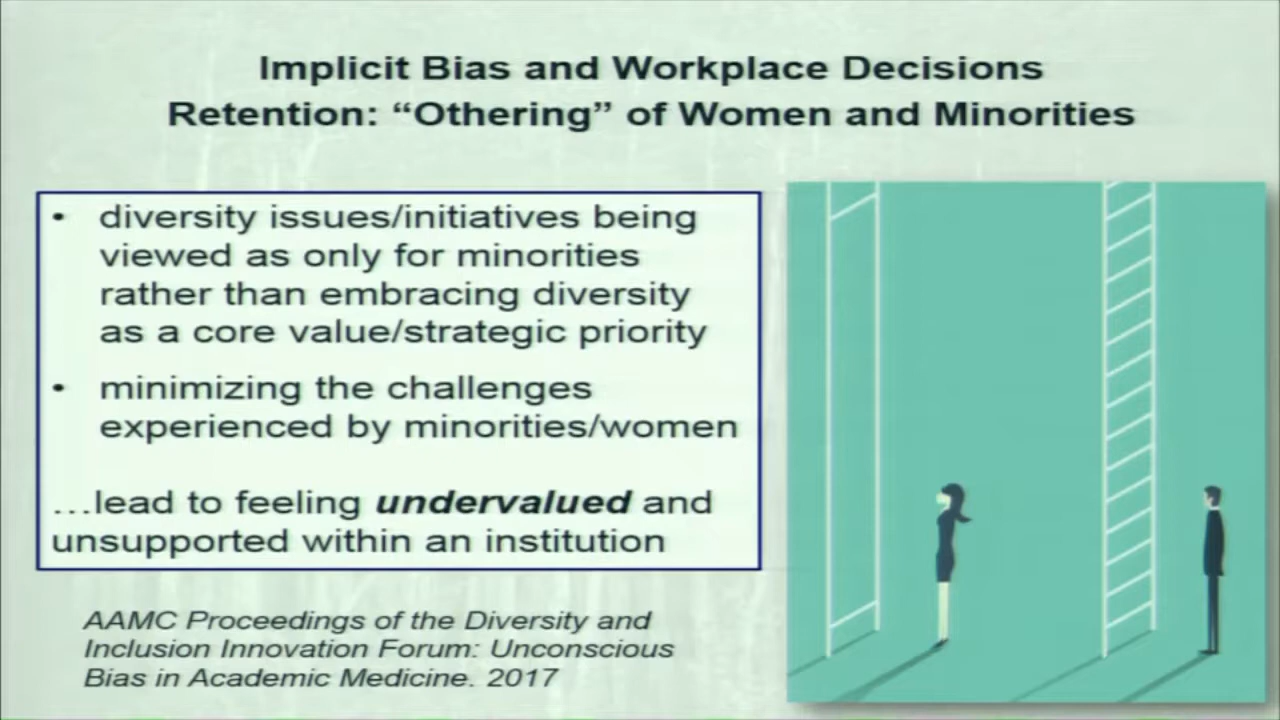 Implicit Bias and Workplace Decisions
Retention: “Othering” of Women and Minorities
• diversity issues/initiatives being
viewed as only for minorities
rather than embracing diversity
as a core value/strategic priority
• minimizing the challenges
experienced by minorities/women
…lead to feeling undervalued and
unsupported within an institution
AAMC Proceedings of the Diversity and
Inclusion Innovation Forum: Unconscious
Bias in Academic Medicine. 2017